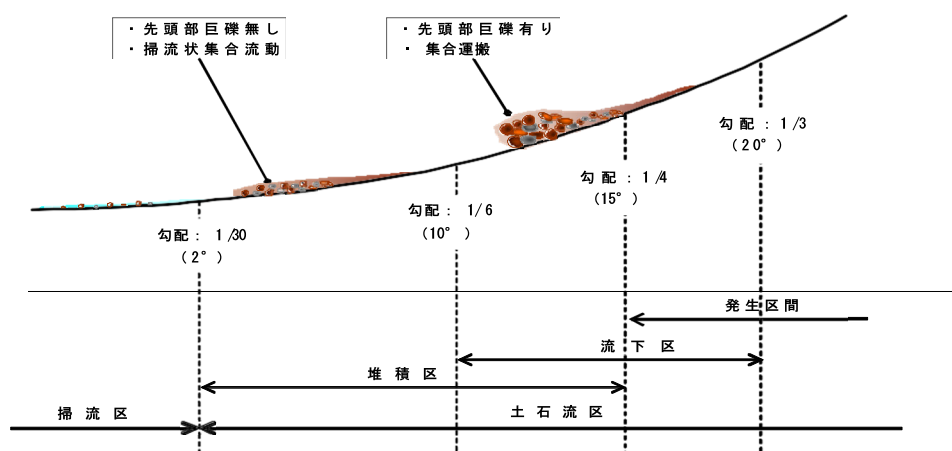 ・先頭部巨礫無し
・掃流状集合流動
・先頭部巨礫有り
・ 集合運搬
勾配：1/3
(20°)
勾配：1/4
(15°)
勾配：1/6
(10°)
勾配：1/30
(2°)
発生区間
流下区
堆積区
掃流区
土石流区